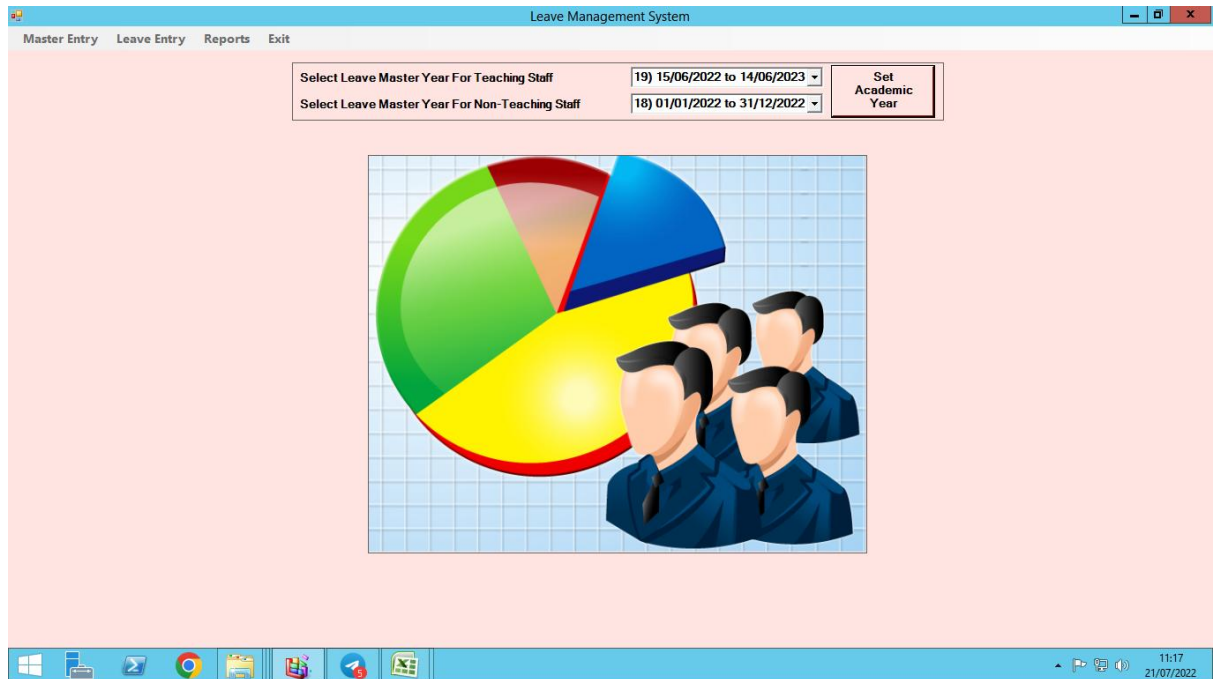 Leave Management System
Master Entry Leave Entry Reports Exit
Select Leave Master Year For Teaching Staff 19) 15/06/2022 to 14/06/2023
Select Leave Master Year For Non-Teaching Staff 18) 01/01/2022 to 31/12/2022
Set
Academic
Year
5
11:17
21/07/2022